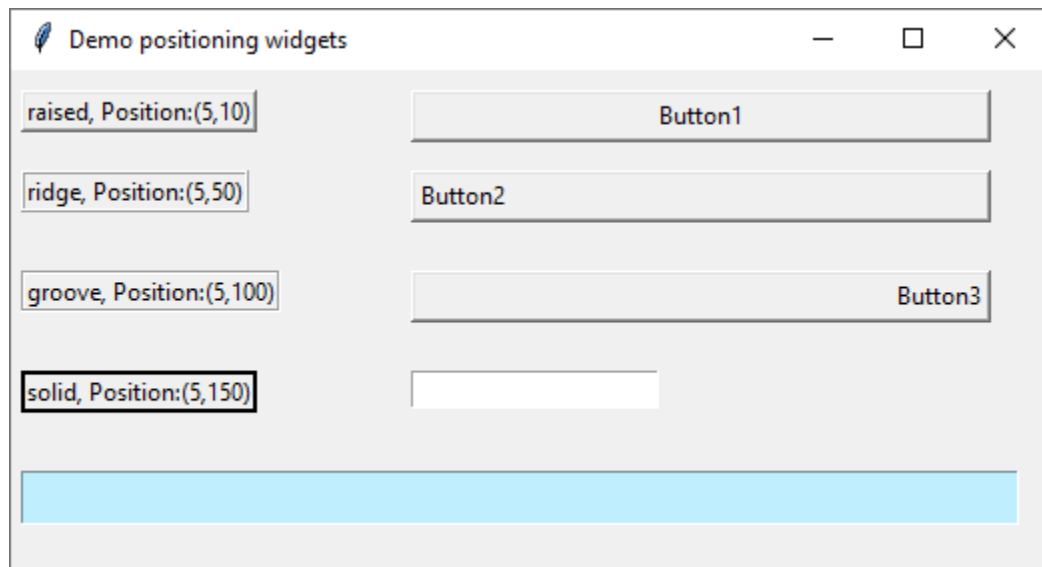 Demo positioning widgets
raised, Position:(5,10)
Button1
ridge, Position:(5,50)
Button2
groove, Position:(5,100)
Button3
solid, Position:(5,150)